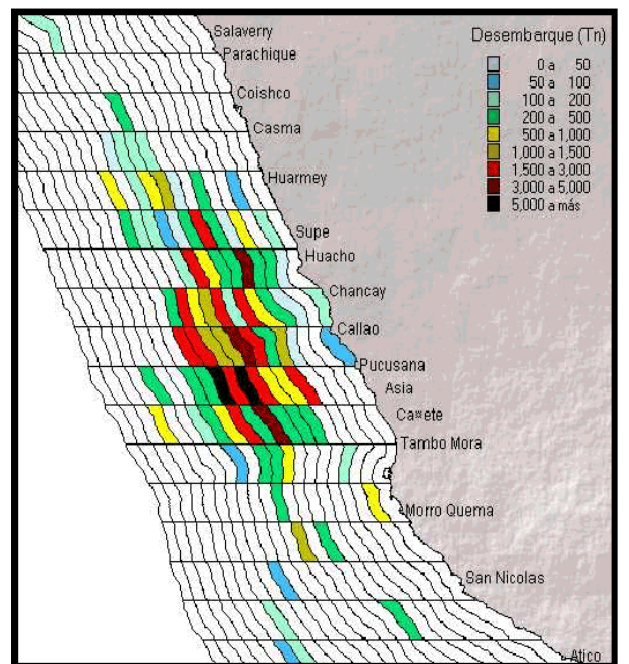 Desembarque (Tn)
0 a 50
50 a 100
100 a 200
200 a 500
500 a 1,000
1,000 a 1,500
1,500 a 3,000
3,000 a 5,000
5,000 a más
Salaverry
Parachique
Coishco
Casma
Huarmey
Supe
Huacho
Chancay
Callao
Pucusana
Asia
Ca¤ete
Tambo Mora
Morro Quema
San Nicolas
Atico